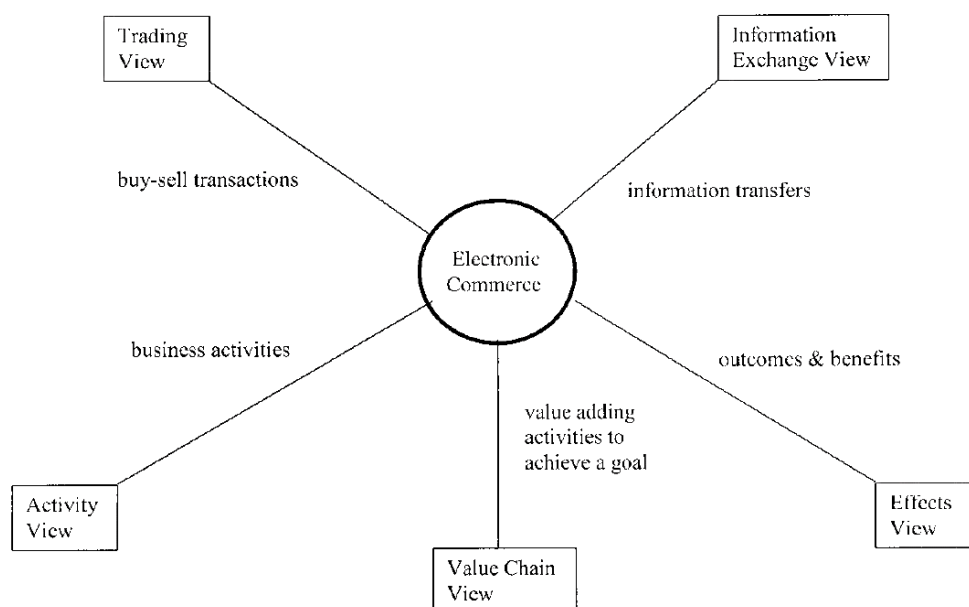 Trading
View
Information
Exchange View
buy-sell transactions
information transfers
Electronic
Commerce
business activities
outcomes & benefits
value adding
activities to
achieve a goal
Activity
View
Effects
View
Value Chain
View